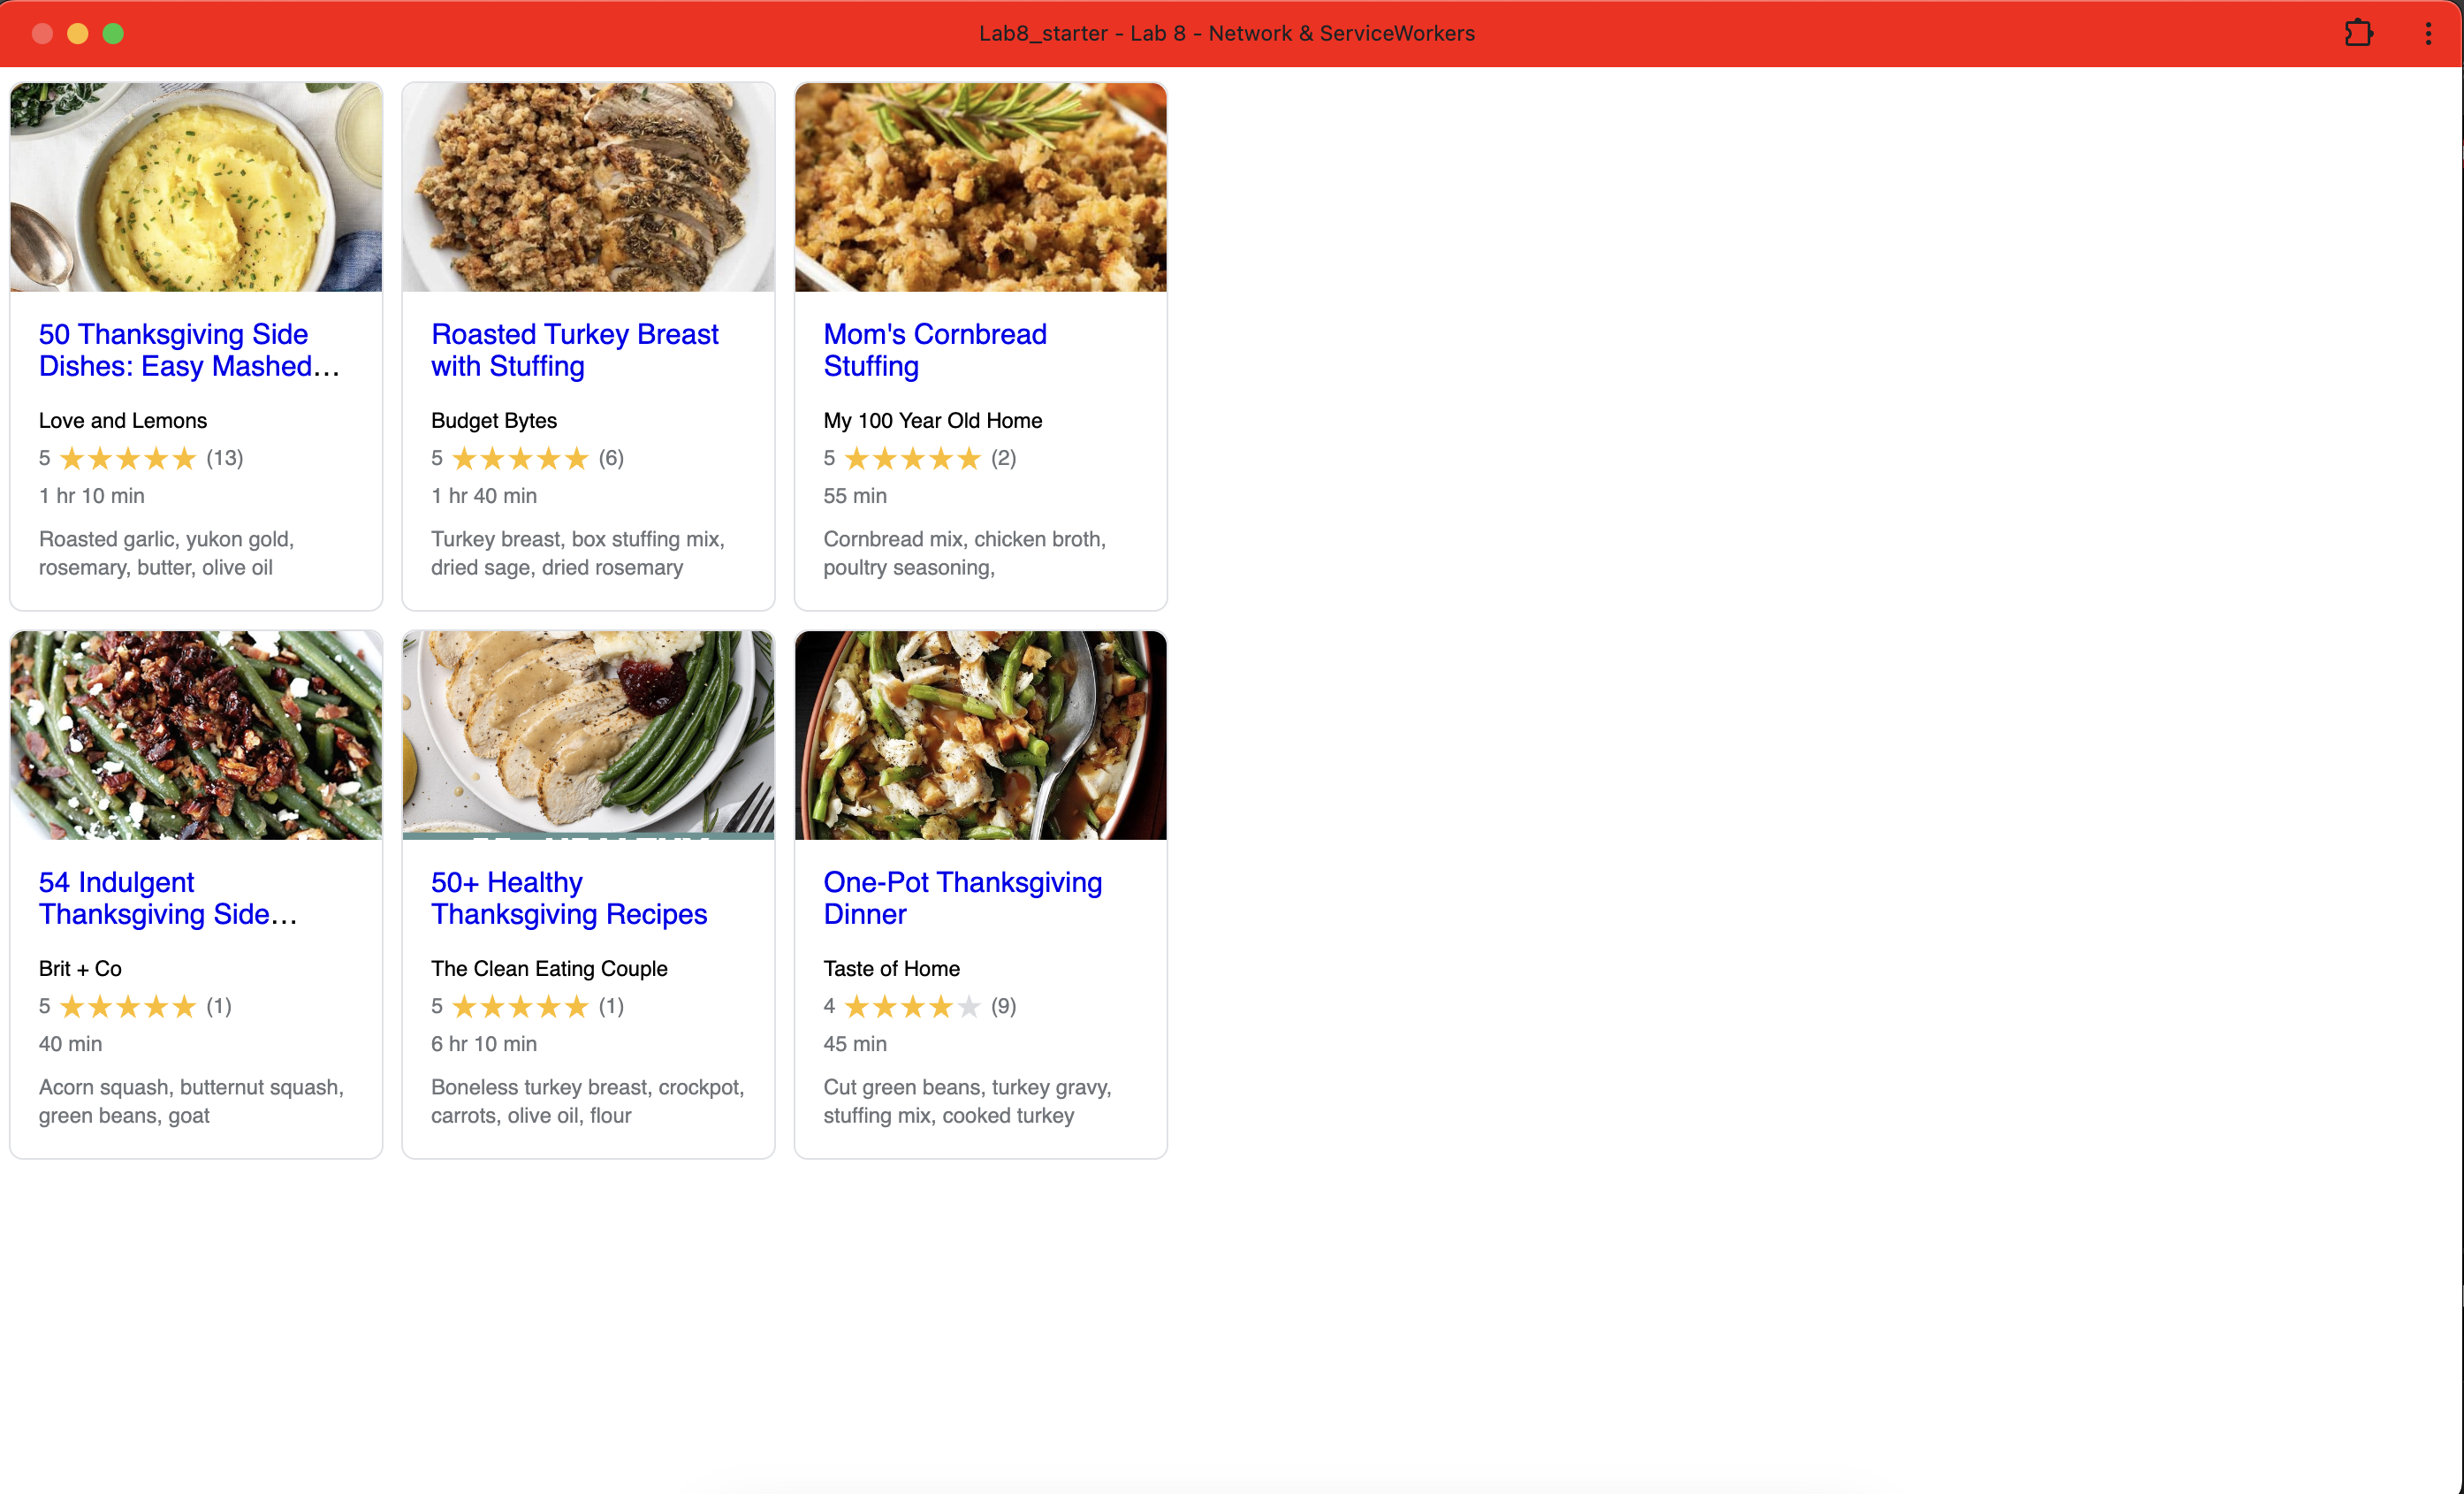 Lab8_starter - Lab 8 - Network & ServiceWorkers
50 Thanksgiving Side
Dishes: Easy Mashed...
Love and Lemons
5 ★★★★★ (13)
1 hr 10 min
Roasted garlic, yukon gold,
rosemary, butter, olive oil
Roasted Turkey Breast
with Stuffing
Budget Bytes
5 ★★★★★ (6)
1 hr 40 min
Turkey breast, box stuffing mix,
dried sage, dried rosemary
Mom's Cornbread
Stuffing
My 100 Year Old Home
5 ★★★★★ (2)
55 min
Cornbread mix, chicken broth,
poultry seasoning,
54 Indulgent
Thanksgiving Side...
Brit + Co
5 ★★★★★ (1)
40 min
Acorn squash, butternut squash,
green beans, goat
50+ Healthy
Thanksgiving Recipes
The Clean Eating Couple
5 ★★★★★ (1)
6 hr 10 min
Boneless turkey breast, crockpot,
carrots, olive oil, flour
One-Pot Thanksgiving
Dinner
Taste of Home
4 ★★★★★ (9)
45 min
Cut green beans, turkey gravy,
stuffing mix, cooked turkey